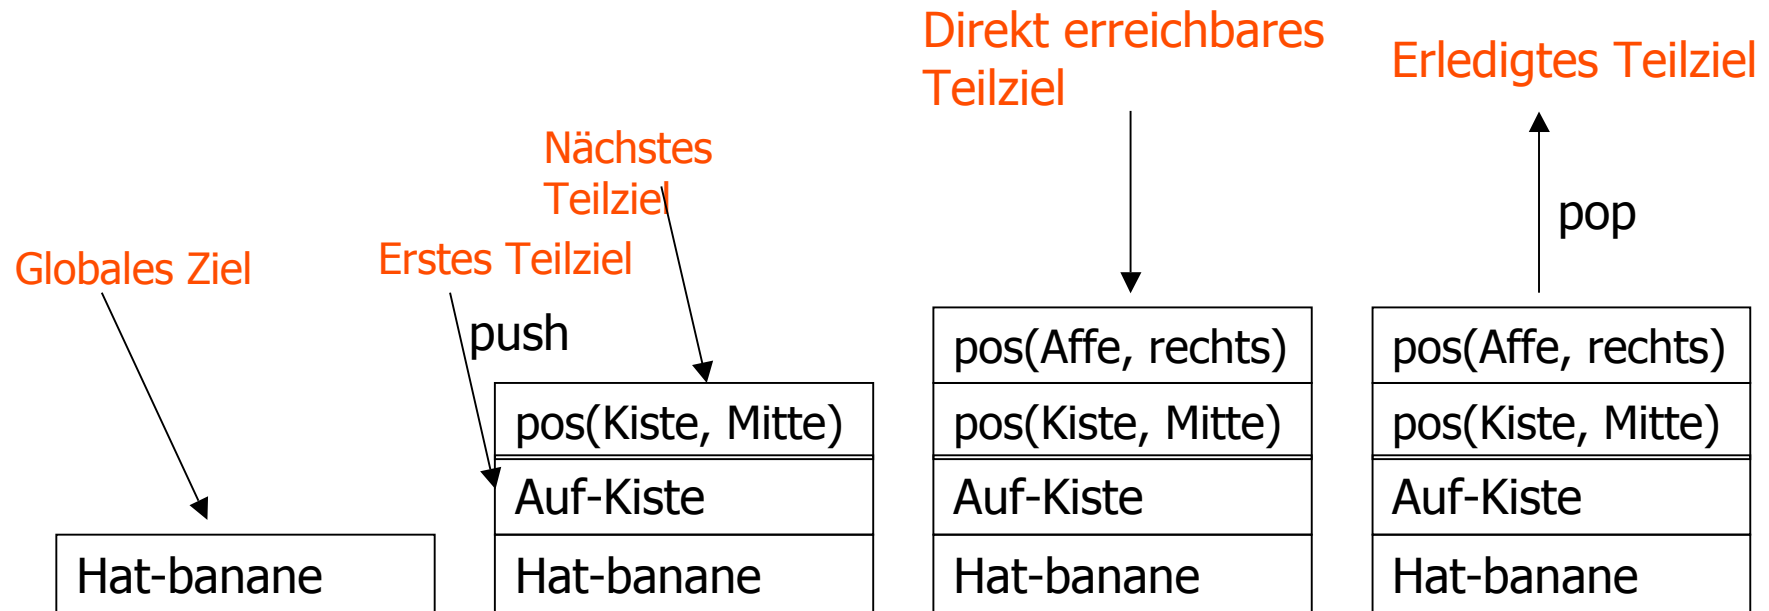 Globales Ziel
Hat-banane
Erstes Teilziel
push
Nächstes
Teilziel
pos(Kiste, Mitte)
Auf-Kiste
Hat-banane
Direkt erreichbares
Teilziel
pos(Affe, rechts)
pos(Kiste, Mitte)
Auf-Kiste
Hat-banane
Erledigtes Teilziel
pop
pos(Affe, rechts)
pos(Kiste, Mitte)
Auf-Kiste
Hat-banane